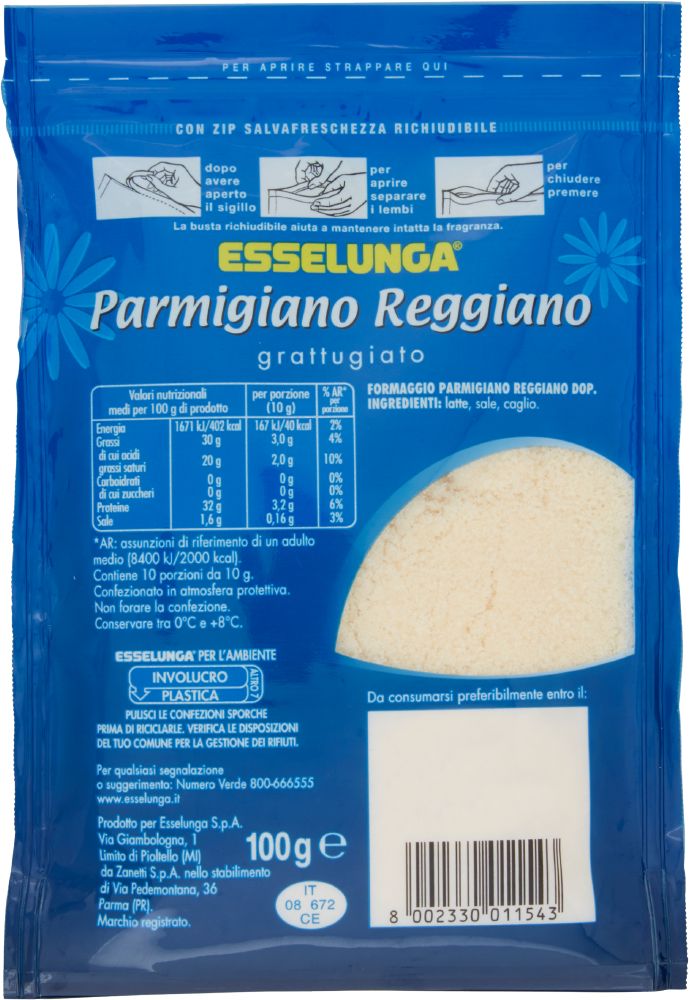 PER APRIRE STRAPPARE QUI
CON ZIP SALVAFRESCHEZZA RICHIUDIBILE
dopo
avere
aperto
il sigillo
per
aprire
separare
i lembi
per
chiudere
premere
La busta richiudibile aiuta a mantenere intatta la fragranza.
ESSELUNGA®
Parmigiano Reggiano
grattugiato
Valori nutrizionali medi per 100 g di prodotto | per porzione (10 g) | % AR* per porzione
Energia 1671 kJ/402 kcal 167 kJ/40 kcal 2%
Grassi 30 g 3,0 g 4%
di cui acidi
grassi saturi 20 g 2,0 g 10%
Carboidrati 0 g 0 g 0%
di cui zuccheri 0 g 0 g 0%
Proteine 32 g 3,2 g 6%
Sale 1,6 g 0,16 g 3%
*AR: assunzioni di riferimento di un adulto
medio (8400 kJ/2000 kcal).
Contiene 10 porzioni da 10 g.
Confezionato in atmosfera protettiva.
Non forare la confezione.
Conservare tra 0°C e +8°C.
FORMAGGIO PARMIGIANO REGGIANO DOP.
INGREDIENTI: latte, sale, caglio.
ESSELUNGA® PER L'AMBIENTE
INVOLUCRO
PLASTICA
ALTRO 7
PULISCI LE CONFEZIONI SPORCHE
PRIMA DI RICICLARLE. VERIFICA LE DISPOSIZIONI
DEL TUO COMUNE PER LA GESTIONE DEI RIFIUTI.
Per qualsiasi segnalazione
o suggerimento: Numero Verde 800-666555
www.esselunga.it
Prodotto per Esselunga S.p.A.
Via Giambologna, 1
Limito di Pioltello (MI)
da Zanetti S.p.A. nello stabilimento
di Via Pedemontana, 36
Parma (PR).
Marchio registrato.
100 g e
IT
08 672
CE
Da consumarsi preferibilmente entro il:
8 002330 011543